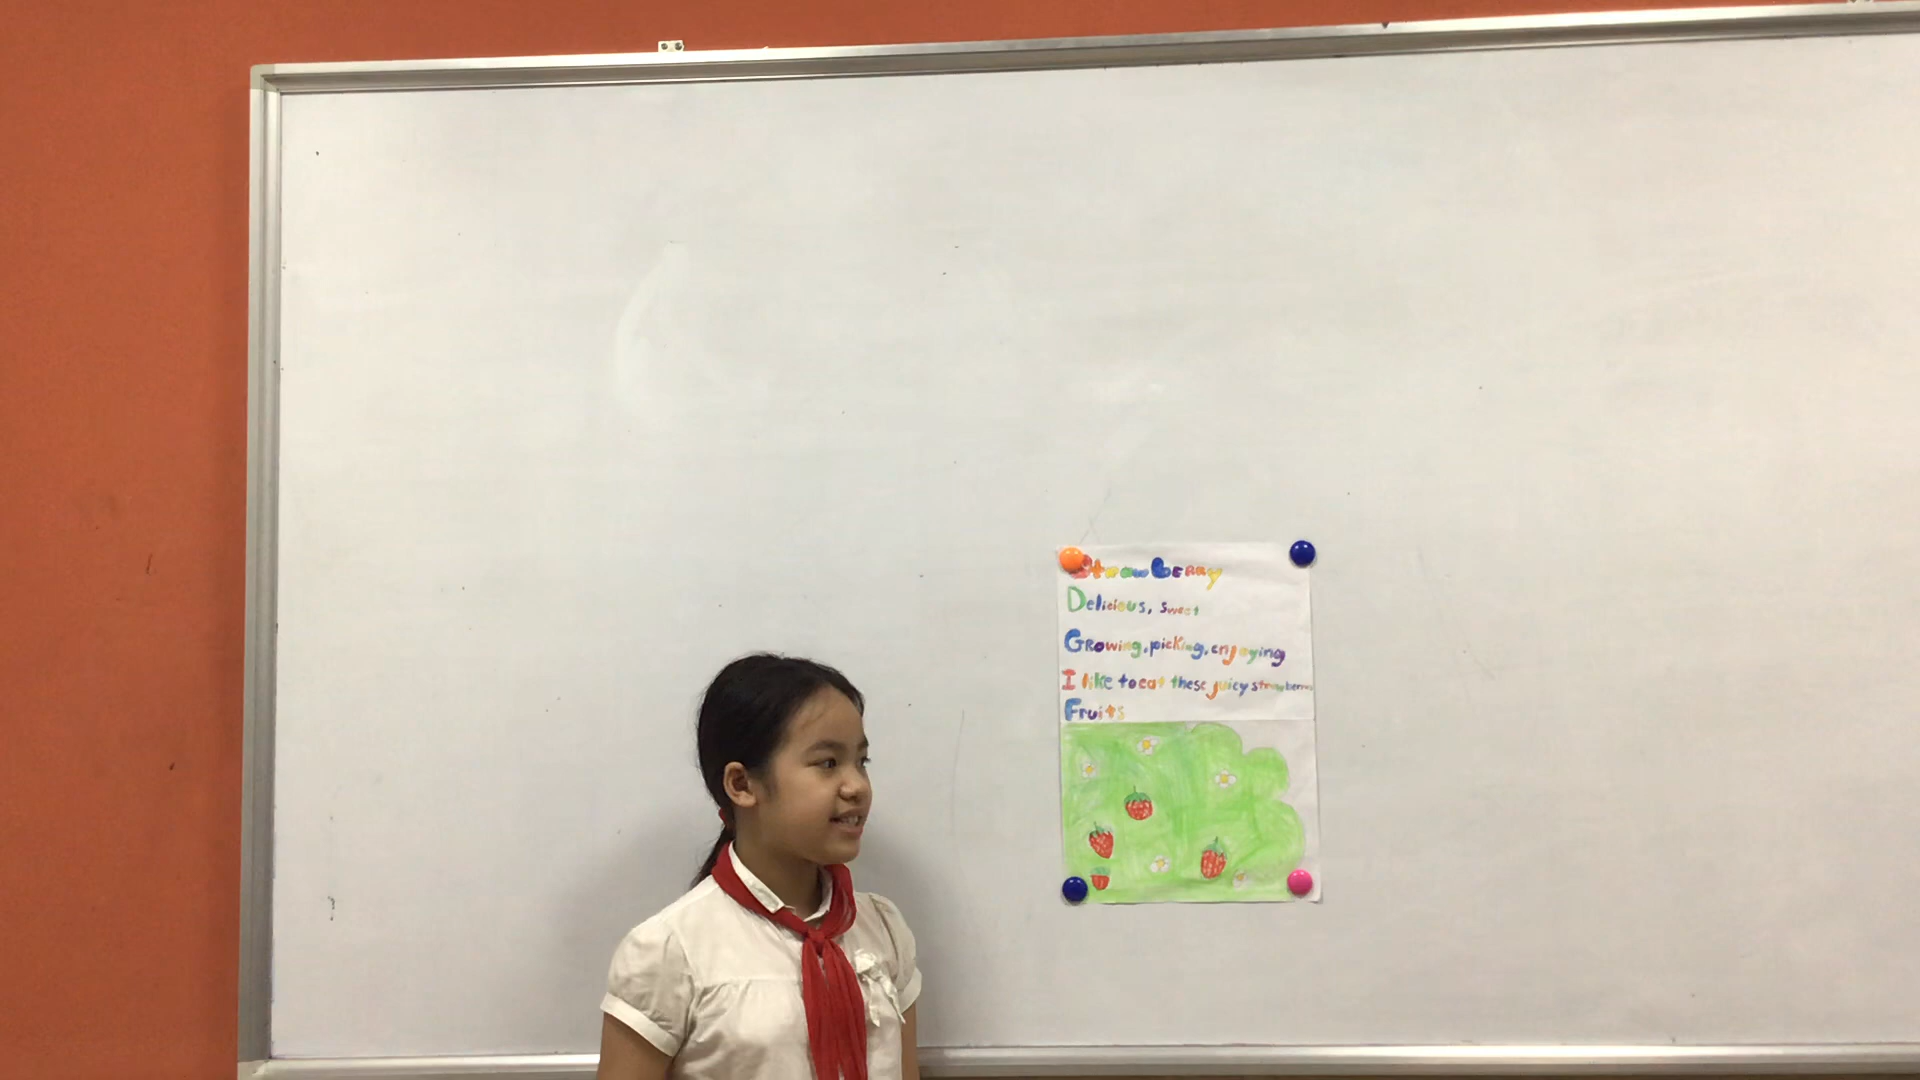 StrawBeRRy
Delicious, sweet
GRowing, picking, enjoying
I like to eat these juicy strawberries
Fruits